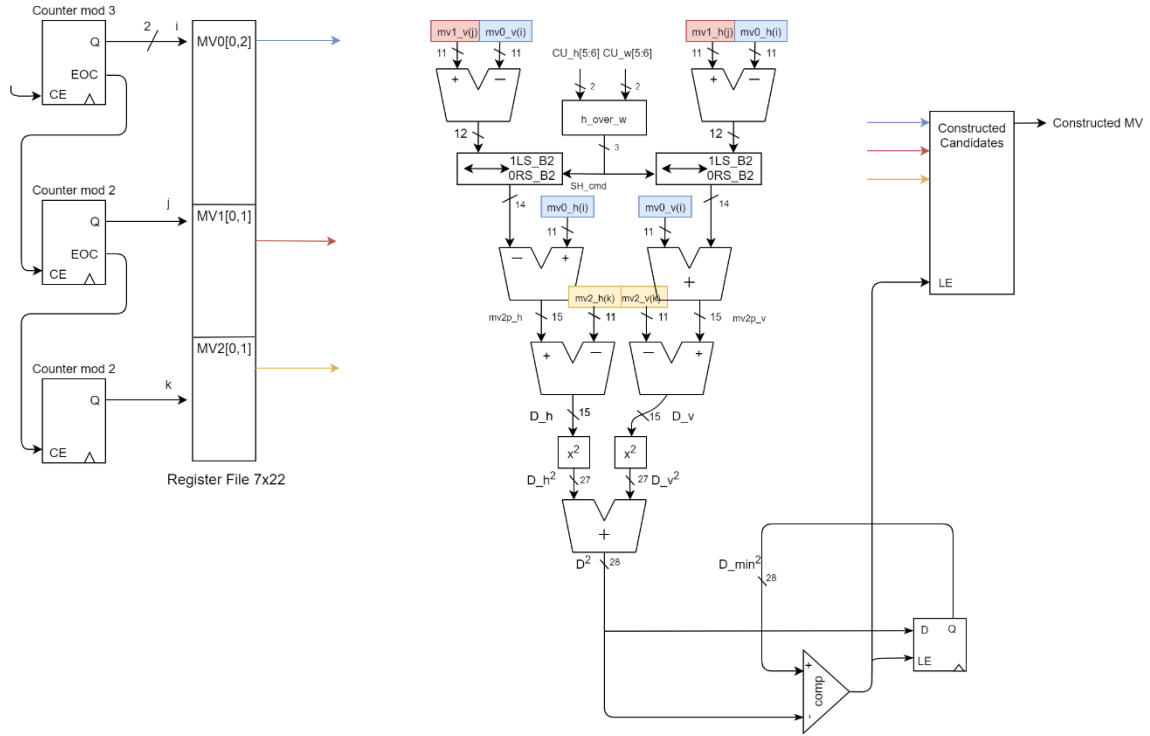 Counter mod 3
Q
EOC
CE
2
i
MV0[0,2]
Counter mod 2
Q
EOC
CE
j
MV1[0,1]
Counter mod 2
Q
CE
k
MV2[0,1]
Register File 7x22
mv1_v(j) mv0_v(i)
11 11
+ −
12
CU_h[5:6] CU_w[5:6]
2 2
h_over_w
3
SH_cmd
mv1_h(j) mv0_h(i)
11 11
+ −
12
1LS_B2
0RS_B2
1LS_B2
0RS_B2
14 14
mv0_h(i) mv0_v(i)
11 11
− +
+
mv2_h(k) mv2_v(k)
mv2p_h 15 11 11 15 mv2p_v
+ − − +
D_h 15 15 D_v
x² x²
D_h² 27 27 D_v²
+
D² 28
D_min²
28
D Q
LE
+
comp
-
Constructed
Candidates
LE
Constructed MV